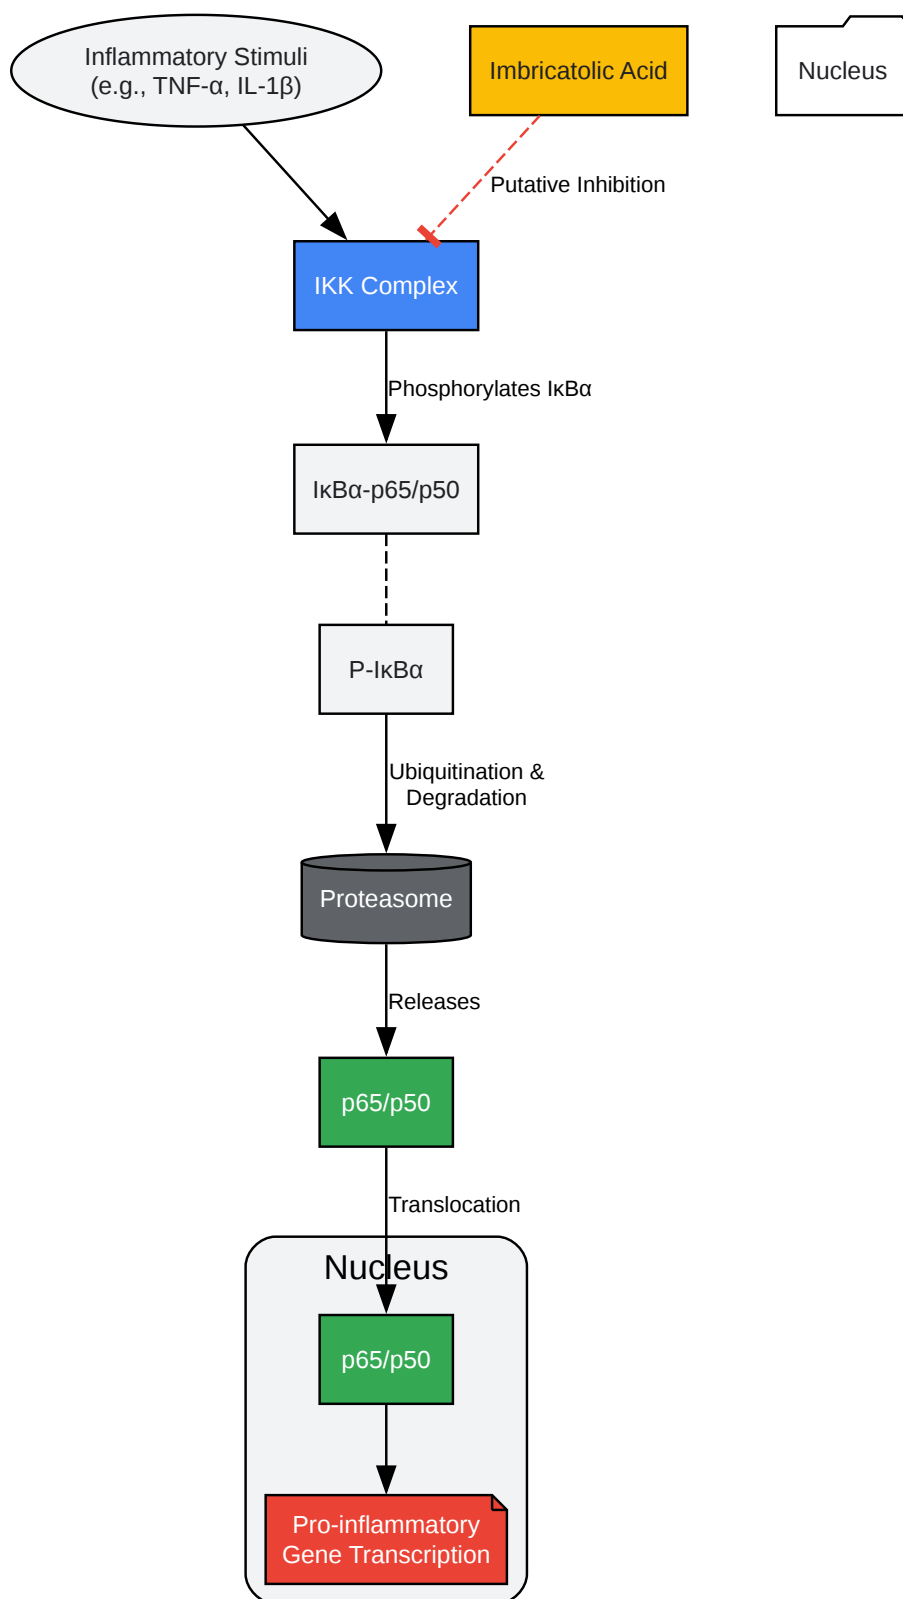 Inflammatory Stimuli
(e.g., TNF-α, IL-1β)
Imbricatolic Acid
Nucleus
Putative Inhibition
IKK Complex
Phosphorylates IκBα
IκBα-p65/p50
P-IκBα
Ubiquitination &
Degradation
Proteasome
Releases
p65/p50
Translocation
Nucleus
p65/p50
Pro-inflammatory
Gene Transcription